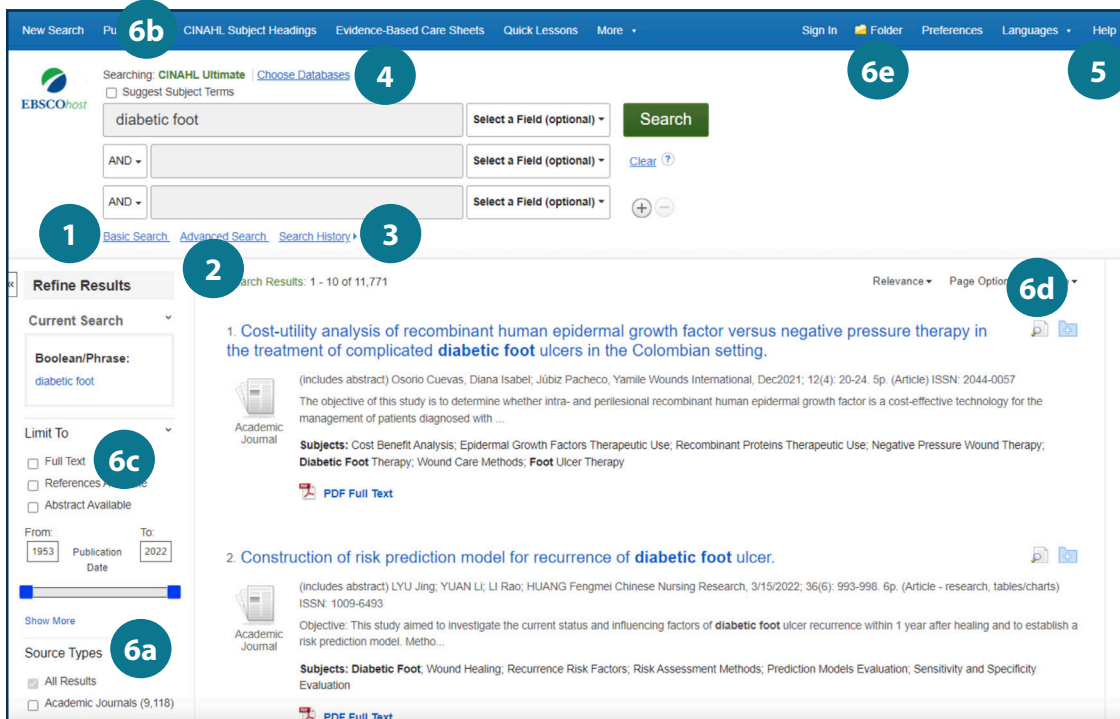 New Search Pu 6b CINAHL Subject Headings Evidence-Based Care Sheets Quick Lessons More Sign In Folder Preferences Languages Help
6e
5
4
Searching: CINAHL Ultimate Choose Databases
Suggest Subject Terms
EBSCOhost
diabetic foot Select a Field (optional) Search
AND Select a Field (optional) Clear ?
AND Select a Field (optional)
1
Basic Search Advanced Search Search History
3
2
Refine Results
arch Results: 1 - 10 of 11,771 Relevance Page Option
6d
Current Search
Boolean/Phrase:
diabetic foot
1. Cost-utility analysis of recombinant human epidermal growth factor versus negative pressure therapy in
the treatment of complicated diabetic foot ulcers in the Colombian setting.
(includes abstract) Osorio Cuevas, Diana Isabel; Júbiz Pacheco, Yamile Wounds International, Dec2021; 12(4): 20-24. 5p. (Article) ISSN: 2044-0057
The objective of this study is to determine whether intra- and perilesional recombinant human epidermal growth factor is a cost-effective technology for the
management of patients diagnosed with ...
Academic
Journal
Subjects: Cost Benefit Analysis; Epidermal Growth Factors Therapeutic Use; Recombinant Proteins Therapeutic Use; Negative Pressure Wound Therapy;
Diabetic Foot Therapy; Wound Care Methods; Foot Ulcer Therapy
PDF Full Text
Limit To
Full Text
6c
References A
Abstract Available
From: To:
1953 Publication 2022
Date
Show More
Source Types
6a
All Results
Academic Journals (9,118)
2. Construction of risk prediction model for recurrence of diabetic foot ulcer.
(includes abstract) LYU Jing; YUAN Li; LI Rao; HUANG Fengmei Chinese Nursing Research, 3/15/2022; 36(6): 993-998. 6p. (Article - research, tables/charts)
ISSN: 1009-6493
Objective: This study aimed to investigate the current status and influencing factors of diabetic foot ulcer recurrence within 1 year after healing and to establish a
risk prediction model. Metho...
Academic
Journal
Subjects: Diabetic Foot; Wound Healing; Recurrence Risk Factors; Risk Assessment Methods; Prediction Models Evaluation; Sensitivity and Specificity
Evaluation
PDF Full Text